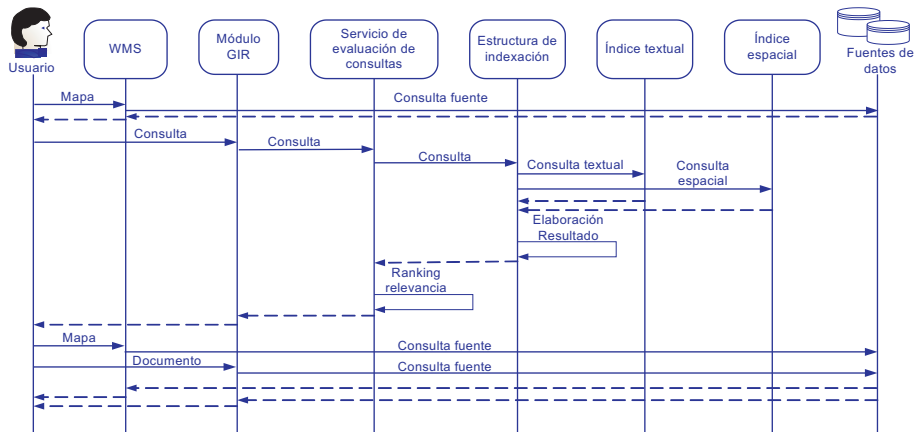 Usuario
WMS
Módulo
GIR
Servicio de
evaluación de
consultas
Estructura de
indexación
Índice textual
Índice
espacial
Fuentes de
datos
Mapa
Consulta fuente
Consulta
Consulta
Consulta
Consulta textual
Consulta
espacial
Elaboración
Resultado
Ranking
relevancia
Mapa
Consulta fuente
Documento
Consulta fuente